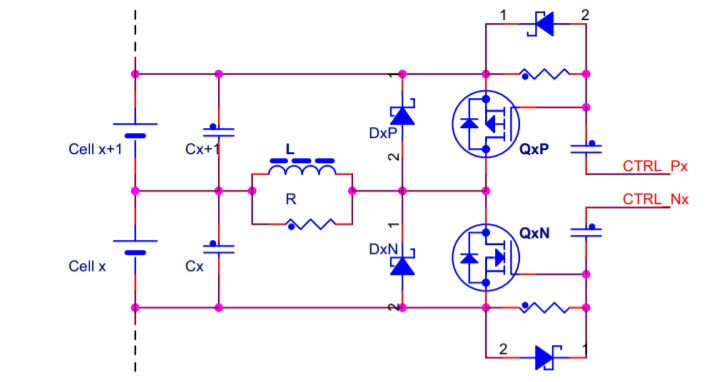 1 2
1
Cell x+1
Cx+1
L
DxP
2
QxP
CTRL_Px
R
CTRL_Nx
1
QxN
DxN
Cell x
Cx
2
2 1